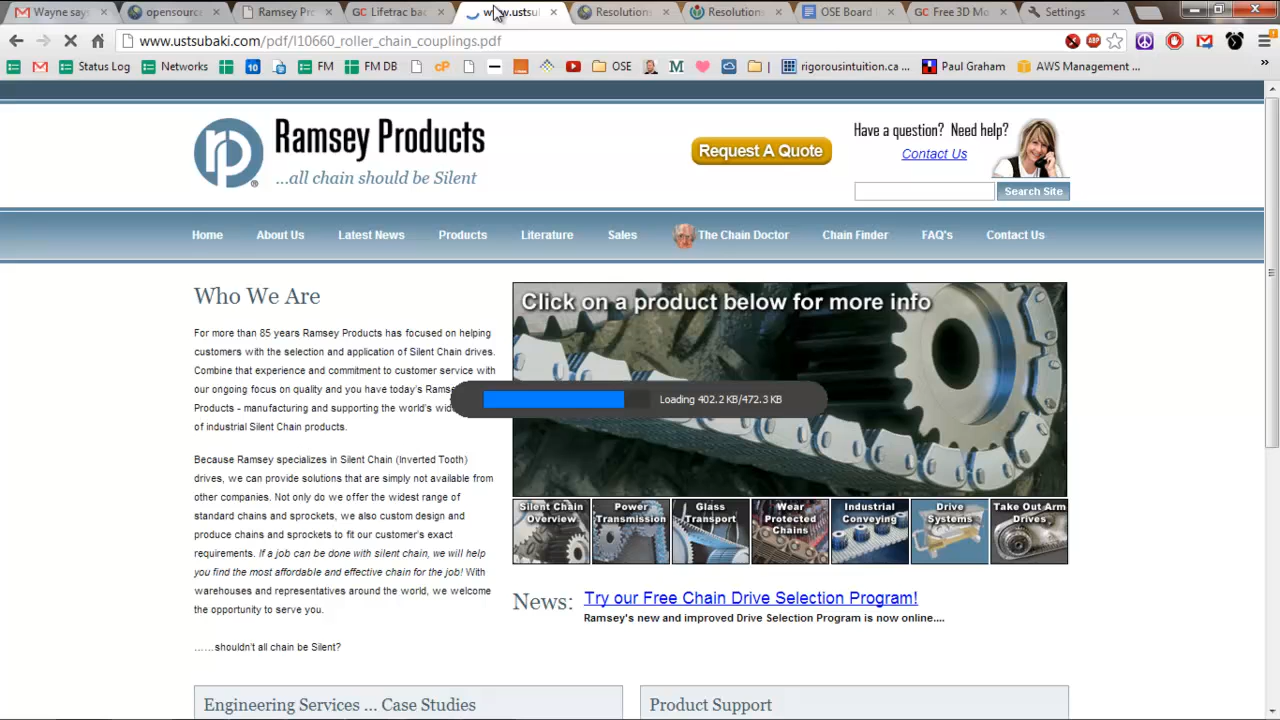 Wayne say
opensourc
Ramsey Pro
Lifetrac ba
www.ustsu
Resolutions
Resolutions
OSE Board
Free 3D Mo
Settings
www.ustsubaki.com/pdf/l10660_roller_chain_couplings.pdf
Status Log
Networks
10
FM
FM DB
cP
OSE
M
rigorousintuition.ca ...
Paul Graham
AWS Management ...
rp
Ramsey Products
...all chain should be Silent
Request A Quote
Have a question? Need help?
Contact Us
Search Site
Home
About Us
Latest News
Products
Literature
Sales
The Chain Doctor
Chain Finder
FAQ's
Contact Us
Who We Are
For more than 85 years Ramsey Products has focused on helping
customers with the selection and application of Silent Chain drives.
Combine that experience and commitment to customer service with
our ongoing focus on quality and you have today's Ramse
Products - manufacturing and supporting the world's wid
of industrial Silent Chain products.
Because Ramsey specializes in Silent Chain (Inverted Tooth)
drives, we can provide solutions that are simply not available from
other companies. Not only do we offer the widest range of
standard chains and sprockets, we also custom design and
produce chains and sprockets to fit our customer's exact
requirements. If a job can be done with silent chain, we will help
you find the most affordable and effective chain for the job! With
warehouses and representatives around the world, we welcome
the opportunity to serve you.
......shouldn't all chain be Silent?
Click on a product below for more info
Loading 402.2 KB/472.3 KB
Silent Chain
Overview
Power
Transmission
Glass
Transport
Wear
Protected
Chains
Industrial
Conveying
Drive
Systems
Take Out Arm
Drives
News:
Try our Free Chain Drive Selection Program!
Ramsey's new and improved Drive Selection Program is now online....
Engineering Services ... Case Studies
Product Support